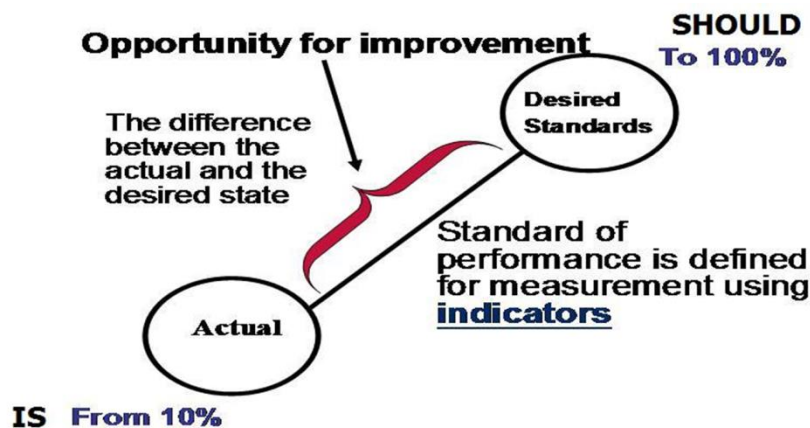 SHOULD
To 100%
Opportunity for improvement
Desired
Standards
The difference
between the
actual and the
desired state
Standard of
performance is defined
for measurement using
indicators
Actual
IS From 10%